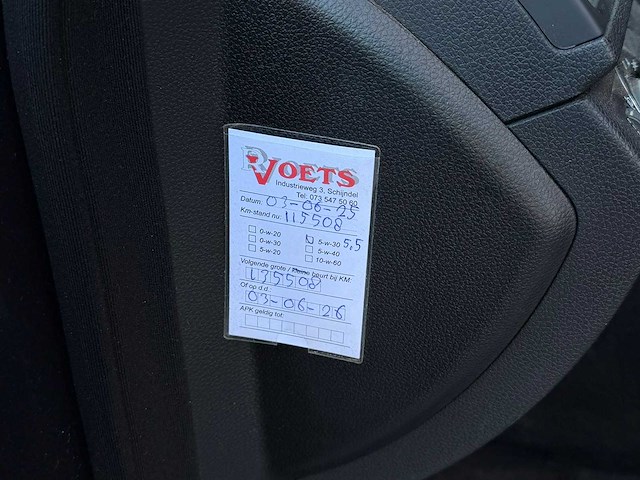 R VOETS
Industrieweg 3, Schijndel
Tel: 073 547 50 60
Datum: 03-06-25
Km-stand nu: 115508
0-w-20
0-w-30 5-w-30 5,5
5-w-20 5-w-40
10-w-60
Volgende grote / kleine beurt bij KM:
135508
Of op d.d.:
03-06-26
APK geldig tot: